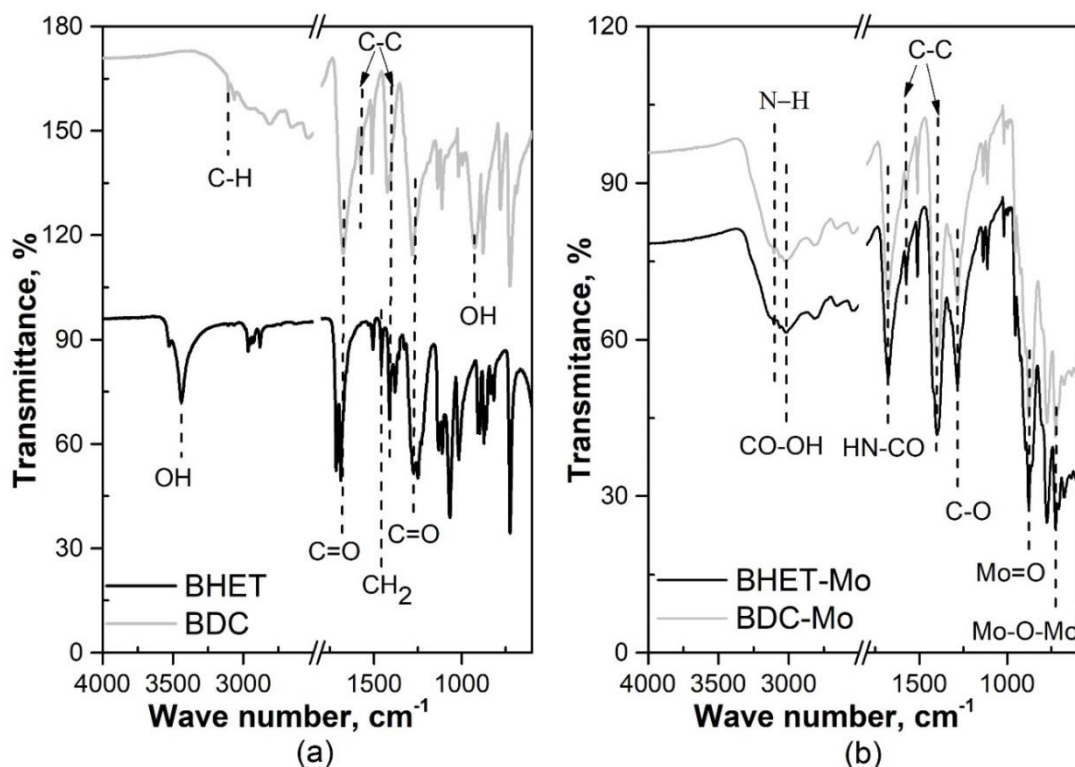 180
150
120
90
60
30
0
Transmittance, %
C–C
C-H
OH
OH
C=O
C=O
CH2
BHET
BDC
4000 3500 3000 1500 1000
Wave number, cm-1
(a)
120
90
60
30
0
Transmittance, %
C–C
N–H
CO-OH
HN-CO
C-O
Mo=O
Mo-O-Mo
BHET-Mo
BDC-Mo
4000 3500 3000 1500 1000
Wave number, cm-1
(b)